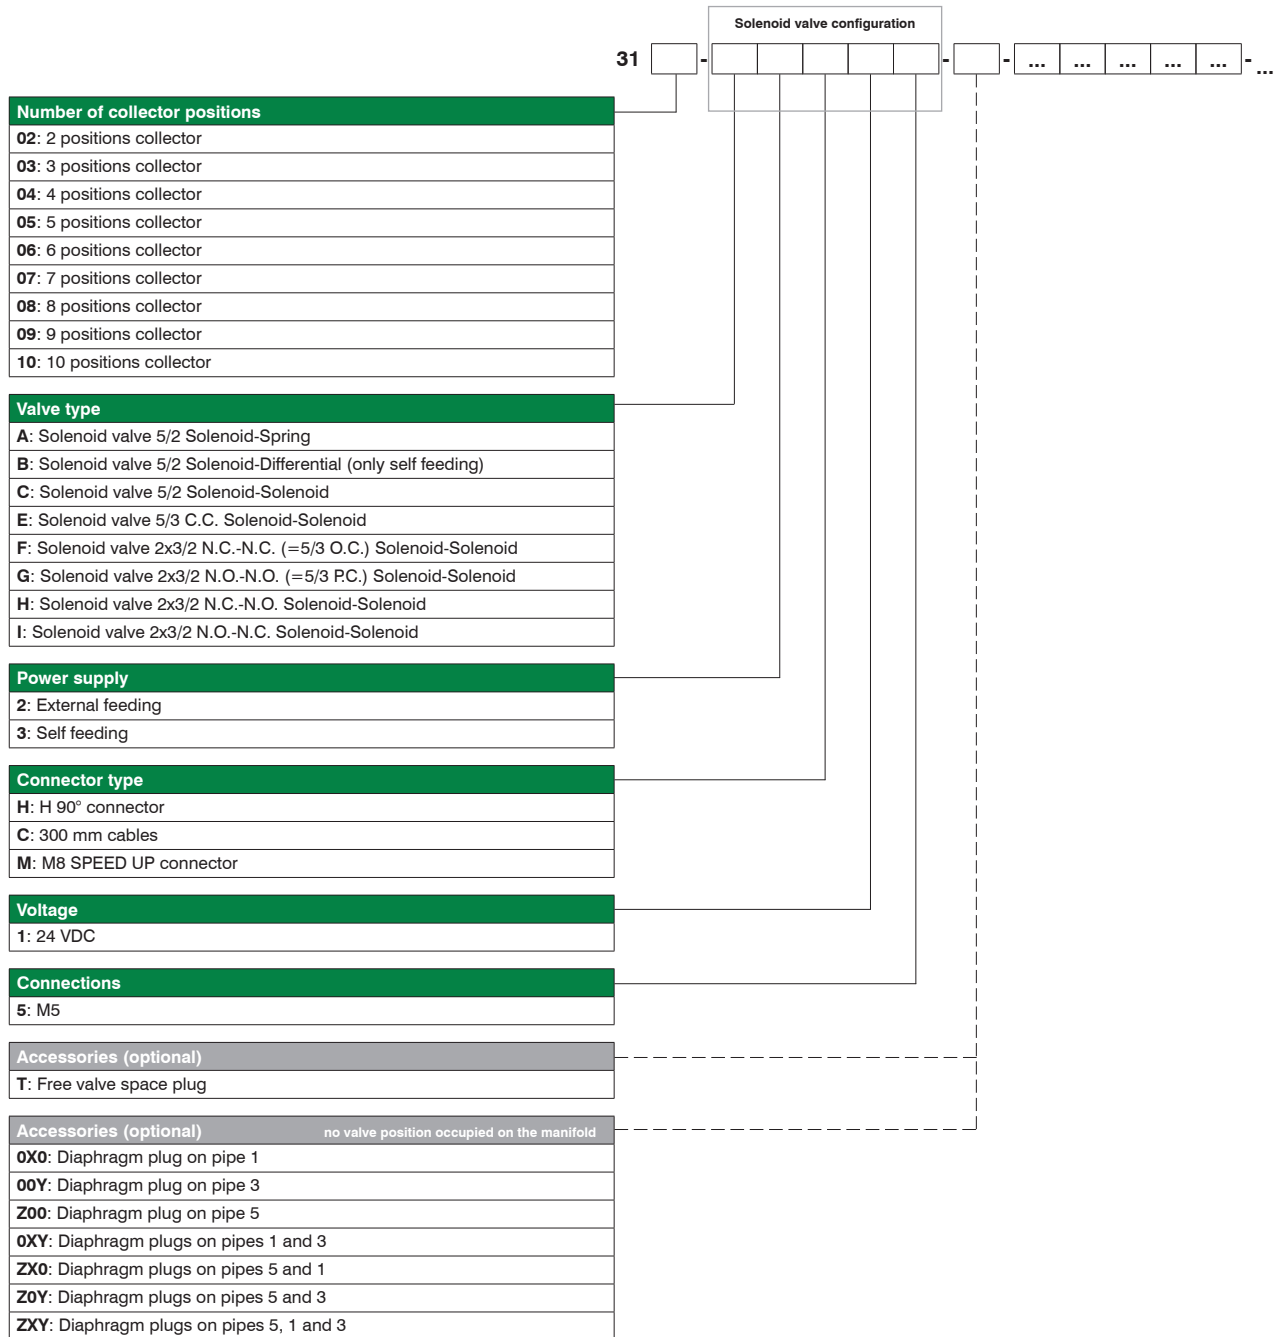 Solenoid valve configuration
31 - - - ... ... ... ... ... - ...
Number of collector positions
02: 2 positions collector
03: 3 positions collector
04: 4 positions collector
05: 5 positions collector
06: 6 positions collector
07: 7 positions collector
08: 8 positions collector
09: 9 positions collector
10: 10 positions collector
Valve type
A: Solenoid valve 5/2 Solenoid-Spring
B: Solenoid valve 5/2 Solenoid-Differential (only self feeding)
C: Solenoid valve 5/2 Solenoid-Solenoid
E: Solenoid valve 5/3 C.C. Solenoid-Solenoid
F: Solenoid valve 2x3/2 N.C.-N.C. (=5/3 O.C.) Solenoid-Solenoid
G: Solenoid valve 2x3/2 N.O.-N.O. (=5/3 P.C.) Solenoid-Solenoid
H: Solenoid valve 2x3/2 N.C.-N.O. Solenoid-Solenoid
I: Solenoid valve 2x3/2 N.O.-N.C. Solenoid-Solenoid
Power supply
2: External feeding
3: Self feeding
Connector type
H: H 90° connector
C: 300 mm cables
M: M8 SPEED UP connector
Voltage
1: 24 VDC
Connections
5: M5
Accessories (optional)
T: Free valve space plug
Accessories (optional) no valve position occupied on the manifold
0X0: Diaphragm plug on pipe 1
00Y: Diaphragm plug on pipe 3
Z00: Diaphragm plug on pipe 5
0XY: Diaphragm plugs on pipes 1 and 3
ZX0: Diaphragm plugs on pipes 5 and 1
Z0Y: Diaphragm plugs on pipes 5 and 3
ZXY: Diaphragm plugs on pipes 5, 1 and 3